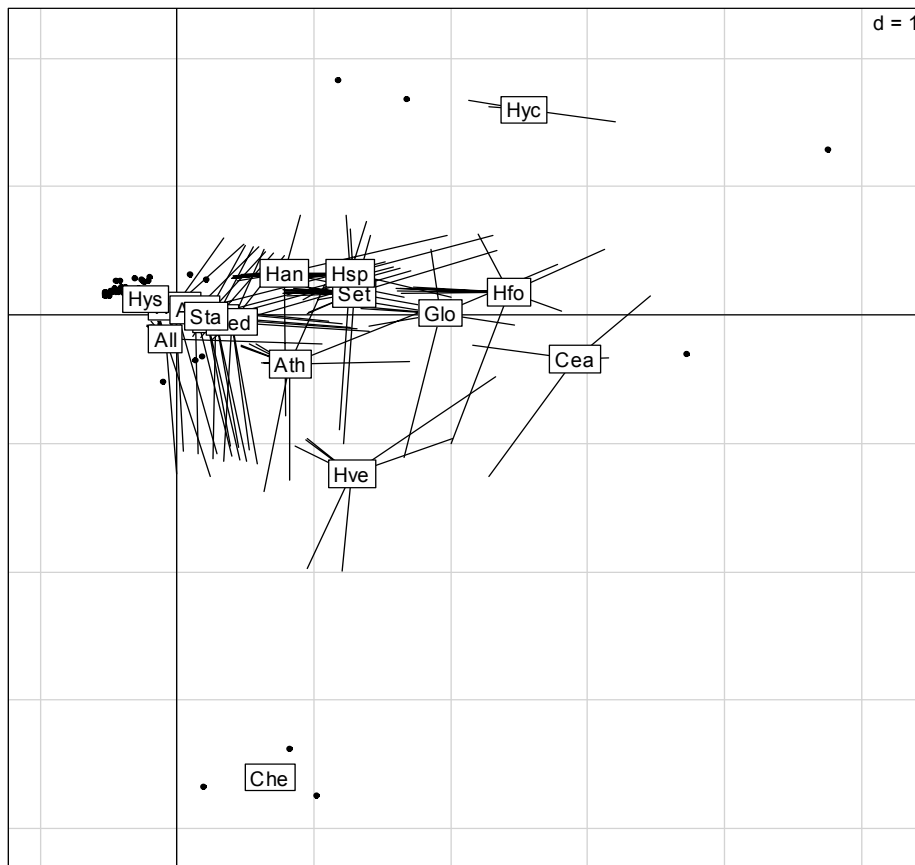 d = 1
Hyc
Han
Hsp
Hys
Set
Hfo
A
Sta
ed
Glo
All
Ath
Cea
Hve
Che